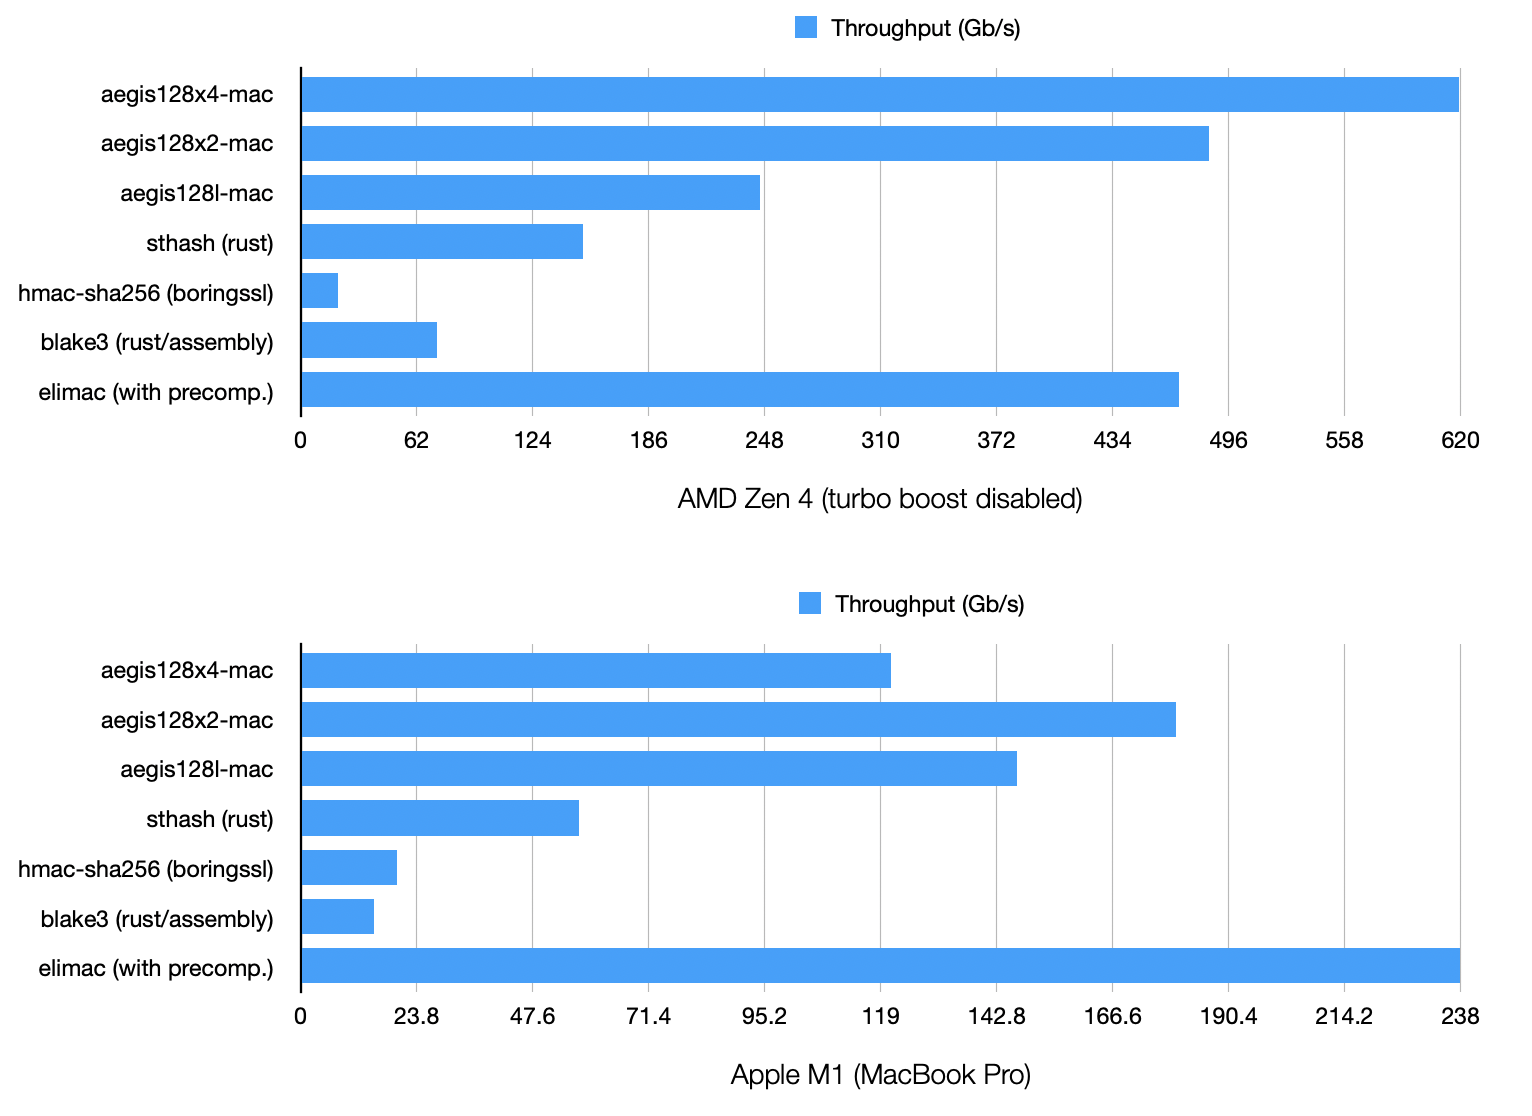 Throughput (Gb/s)
aegis128x4-mac
aegis128x2-mac
aegis128l-mac
sthash (rust)
hmac-sha256 (boringssl)
blake3 (rust/assembly)
elimac (with precomp.)
0 62 124 186 248 310 372 434 496 558 620
AMD Zen 4 (turbo boost disabled)
Throughput (Gb/s)
aegis128x4-mac
aegis128x2-mac
aegis128l-mac
sthash (rust)
hmac-sha256 (boringssl)
blake3 (rust/assembly)
elimac (with precomp.)
0 23.8 47.6 71.4 95.2 119 142.8 166.6 190.4 214.2 238
Apple M1 (MacBook Pro)